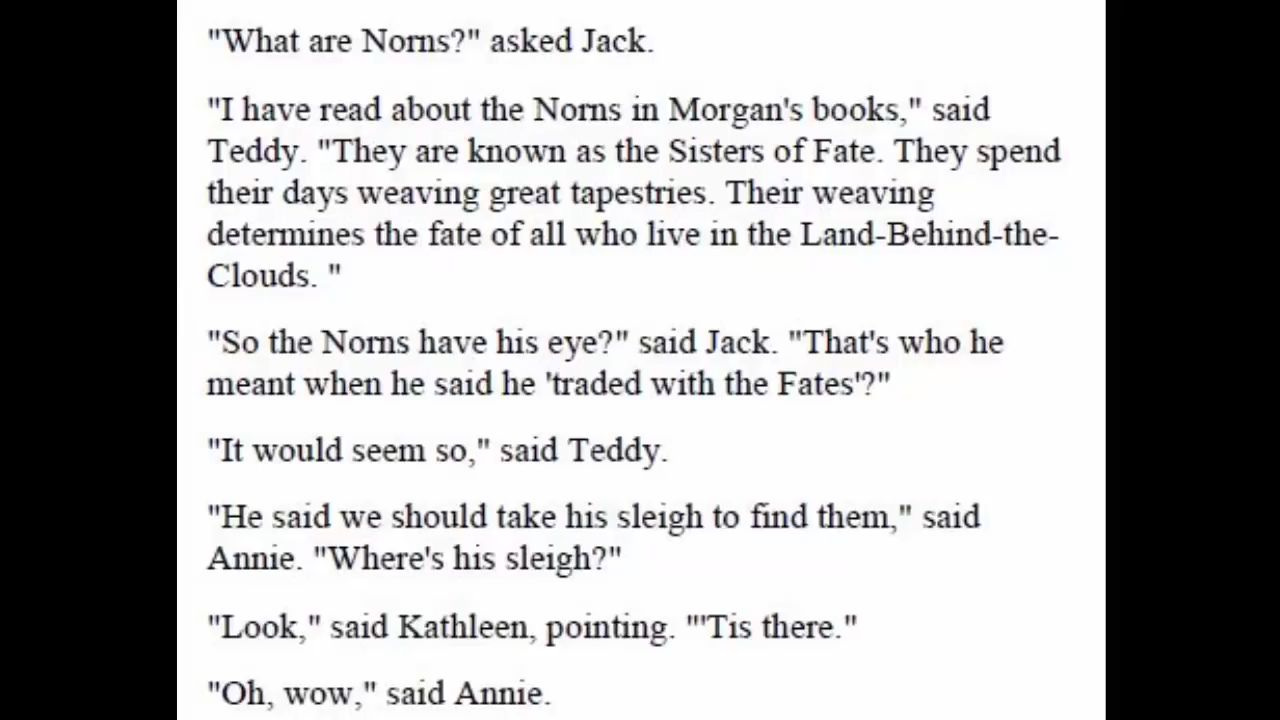 "What are Norns?" asked Jack.
"I have read about the Norns in Morgan's books," said
Teddy. "They are known as the Sisters of Fate. They spend
their days weaving great tapestries. Their weaving
determines the fate of all who live in the Land-Behind-the-
Clouds. "
"So the Norns have his eye?" said Jack. "That's who he
meant when he said he 'traded with the Fates'?"
"It would seem so," said Teddy.
"He said we should take his sleigh to find them," said
Annie. "Where's his sleigh?"
"Look," said Kathleen, pointing. "'Tis there."
"Oh, wow," said Annie.